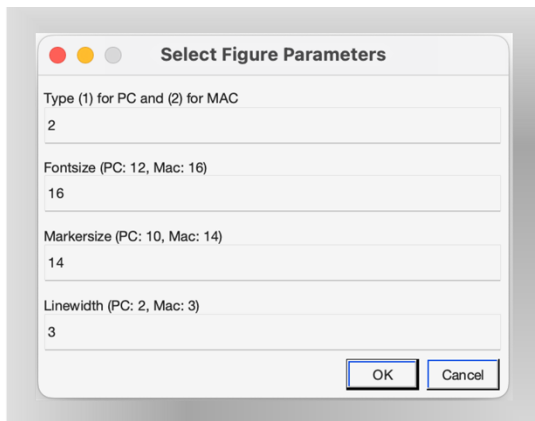 Select Figure Parameters
Type (1) for PC and (2) for MAC
2
Fontsize (PC: 12, Mac: 16)
16
Markersize (PC: 10, Mac: 14)
14
Linewidth (PC: 2, Mac: 3)
3
OK Cancel